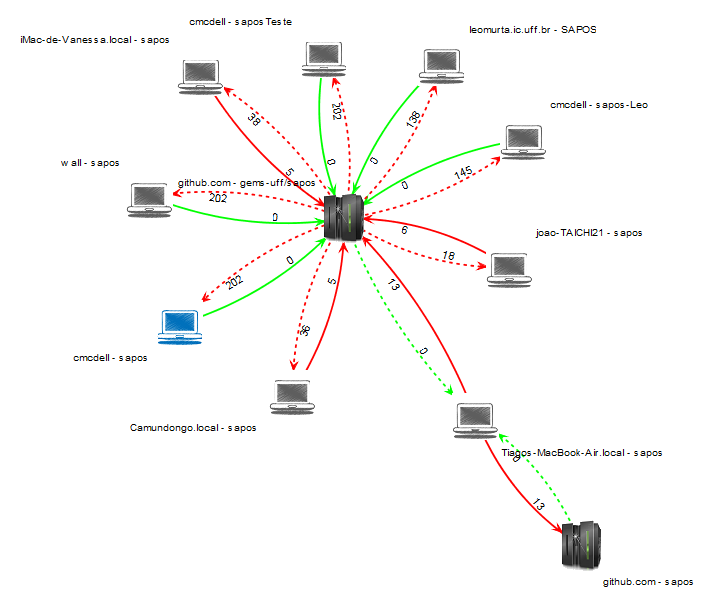 cmcdell - sapos Teste
leomurta.ic.uff.br - SAPOS
iMac-de-Vanessa.local - sapos
202
138
38
cmcdell - sapos-Leo
0
0
5
145
0
wall - sapos
github.com - gems-uff/sapos
202
0
6
joao-TAICHI21 - sapos
18
0
202
5
13
36
0
cmcdell - sapos
Camundongo.local - sapos
Tiagos-MacBook-Air.local - sapos
0
13
github.com - sapos